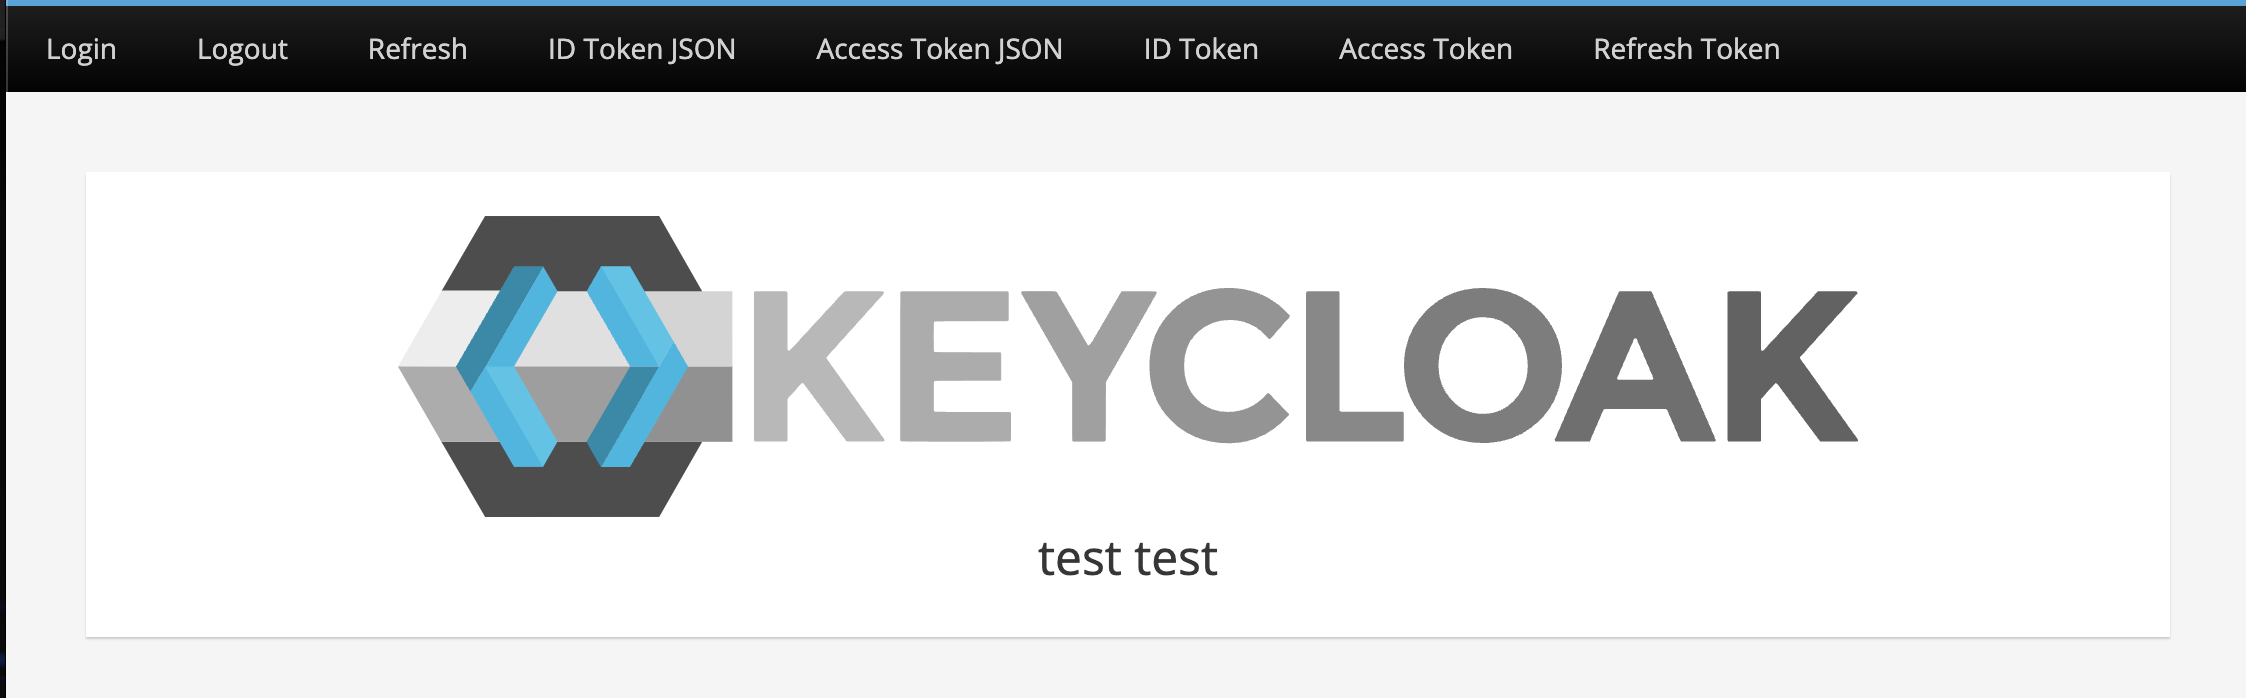 Login Logout Refresh ID Token JSON Access Token JSON ID Token Access Token Refresh Token
KEYCLOAK
test test